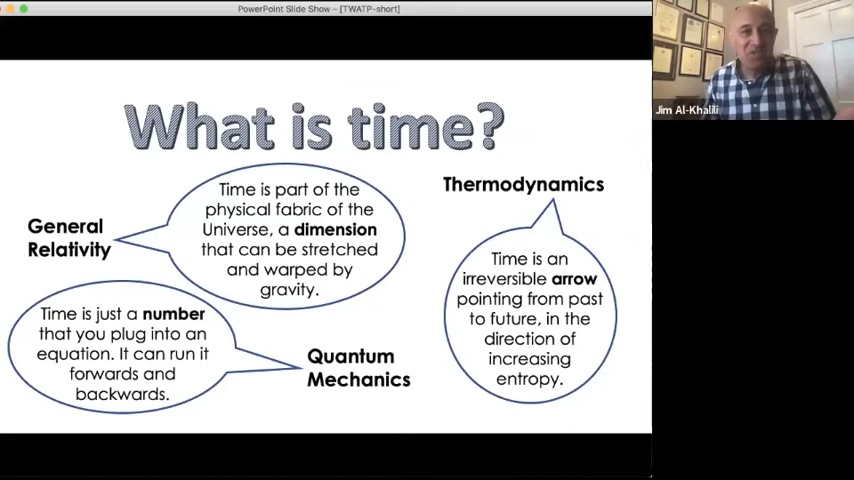 PowerPoint Slide Show – [TWATP-short]
Jim Al-Khalili
What is time?
General
Relativity
Time is part of the
physical fabric of the
Universe, a dimension
that can be stretched
and warped by
gravity.
Thermodynamics
Time is an
irreversible arrow
pointing from past
to future, in the
direction of
increasing
entropy.
Time is just a number
that you plug into an
equation. It can run it
forwards and
backwards.
Quantum
Mechanics